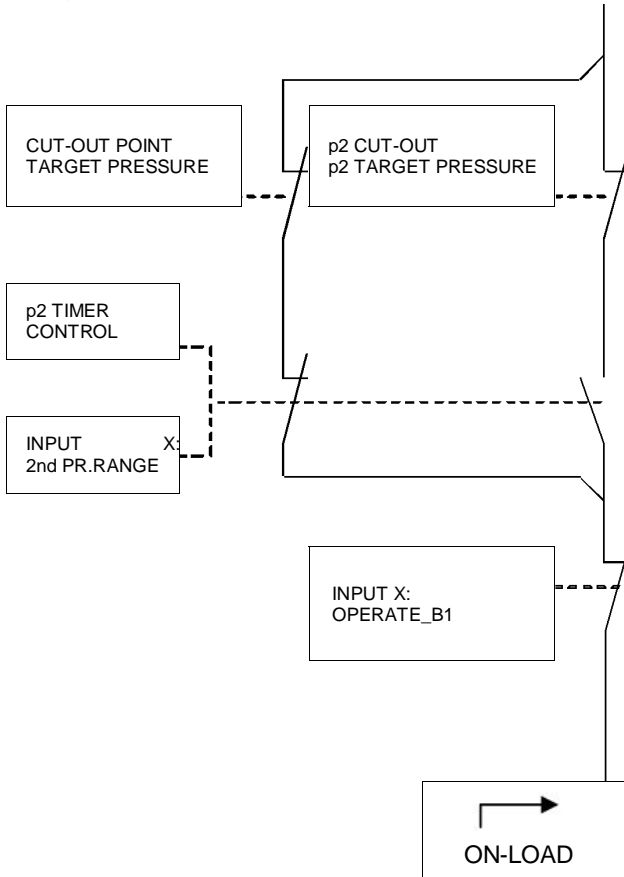 CUT-OUT POINT
TARGET PRESSURE
p2 CUT-OUT
p2 TARGET PRESSURE
p2 TIMER
CONTROL
INPUT X:
2nd PR.RANGE
INPUT X:
OPERATE_B1
ON-LOAD